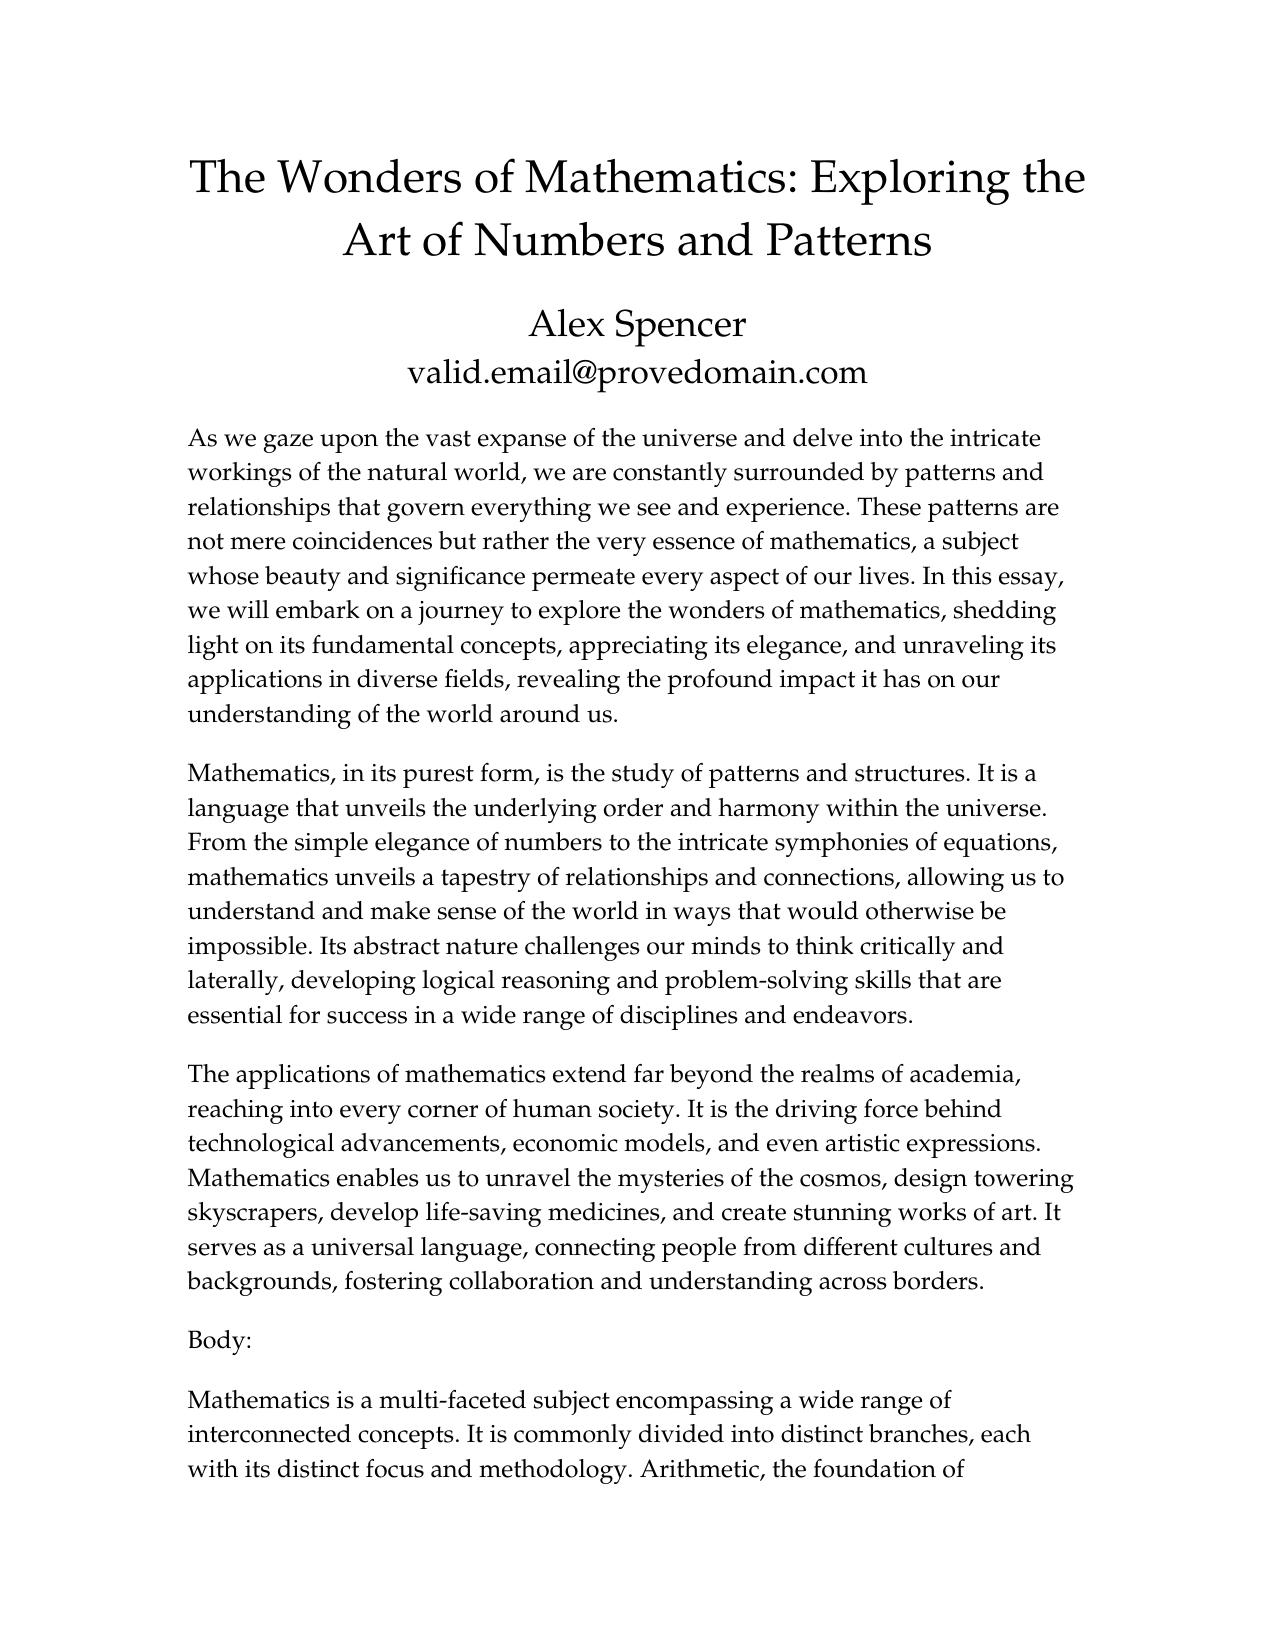 The Wonders of Mathematics: Exploring the
Art of Numbers and Patterns
Alex Spencer
valid.email@provedomain.com
As we gaze upon the vast expanse of the universe and delve into the intricate
workings of the natural world, we are constantly surrounded by patterns and
relationships that govern everything we see and experience. These patterns are
not mere coincidences but rather the very essence of mathematics, a subject
whose beauty and significance permeate every aspect of our lives. In this essay,
we will embark on a journey to explore the wonders of mathematics, shedding
light on its fundamental concepts, appreciating its elegance, and unraveling its
applications in diverse fields, revealing the profound impact it has on our
understanding of the world around us.
Mathematics, in its purest form, is the study of patterns and structures. It is a
language that unveils the underlying order and harmony within the universe.
From the simple elegance of numbers to the intricate symphonies of equations,
mathematics unveils a tapestry of relationships and connections, allowing us to
understand and make sense of the world in ways that would otherwise be
impossible. Its abstract nature challenges our minds to think critically and
laterally, developing logical reasoning and problem-solving skills that are
essential for success in a wide range of disciplines and endeavors.
The applications of mathematics extend far beyond the realms of academia,
reaching into every corner of human society. It is the driving force behind
technological advancements, economic models, and even artistic expressions.
Mathematics enables us to unravel the mysteries of the cosmos, design towering
skyscrapers, develop life-saving medicines, and create stunning works of art. It
serves as a universal language, connecting people from different cultures and
backgrounds, fostering collaboration and understanding across borders.
Body:
Mathematics is a multi-faceted subject encompassing a wide range of
interconnected concepts. It is commonly divided into distinct branches, each
with its distinct focus and methodology. Arithmetic, the foundation of